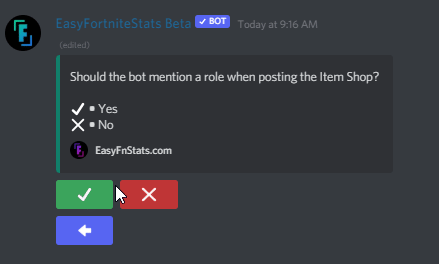 EasyFortniteStats Beta ✓ BOT Today at 9:16 AM
(edited)
Should the bot mention a role when posting the Item Shop?
✓ ▪ Yes
✕ ▪ No
EasyFnStats.com